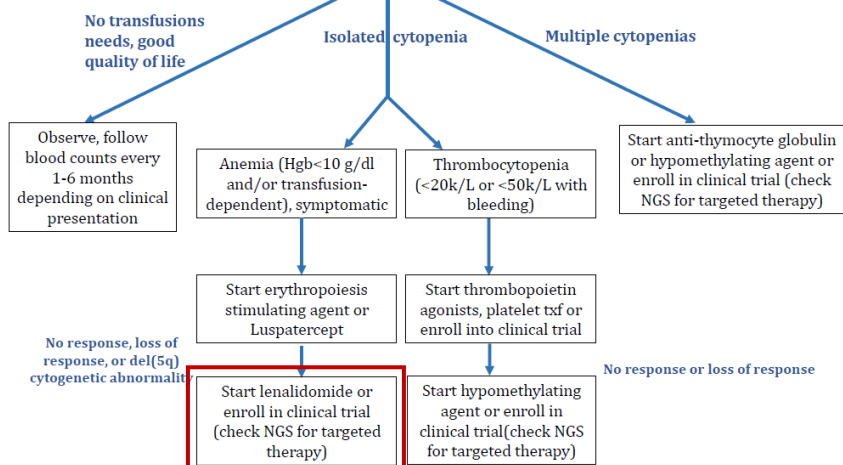 No transfusions
needs, good
quality of life
Isolated cytopenia
Multiple cytopenias
Observe, follow
blood counts every
1-6 months
depending on clinical
presentation
Anemia (Hgb<10 g/dl
and/or transfusion-
dependent), symptomatic
Thrombocytopenia
(<20k/L or <50k/L with
bleeding)
Start anti-thymocyte globulin
or hypomethylating agent or
enroll in clinical trial (check
NGS for targeted therapy)
Start erythropoiesis
stimulating agent or
Luspatercept
Start thrombopoietin
agonists, platelet txf or
enroll into clinical trial
No response, loss of
response, or del(5q)
cytogenetic abnormality
No response or loss of response
Start lenalidomide or
enroll in clinical trial
(check NGS for targeted
therapy)
Start hypomethylating
agent or enroll in
clinical trial(check NGS
for targeted therapy)